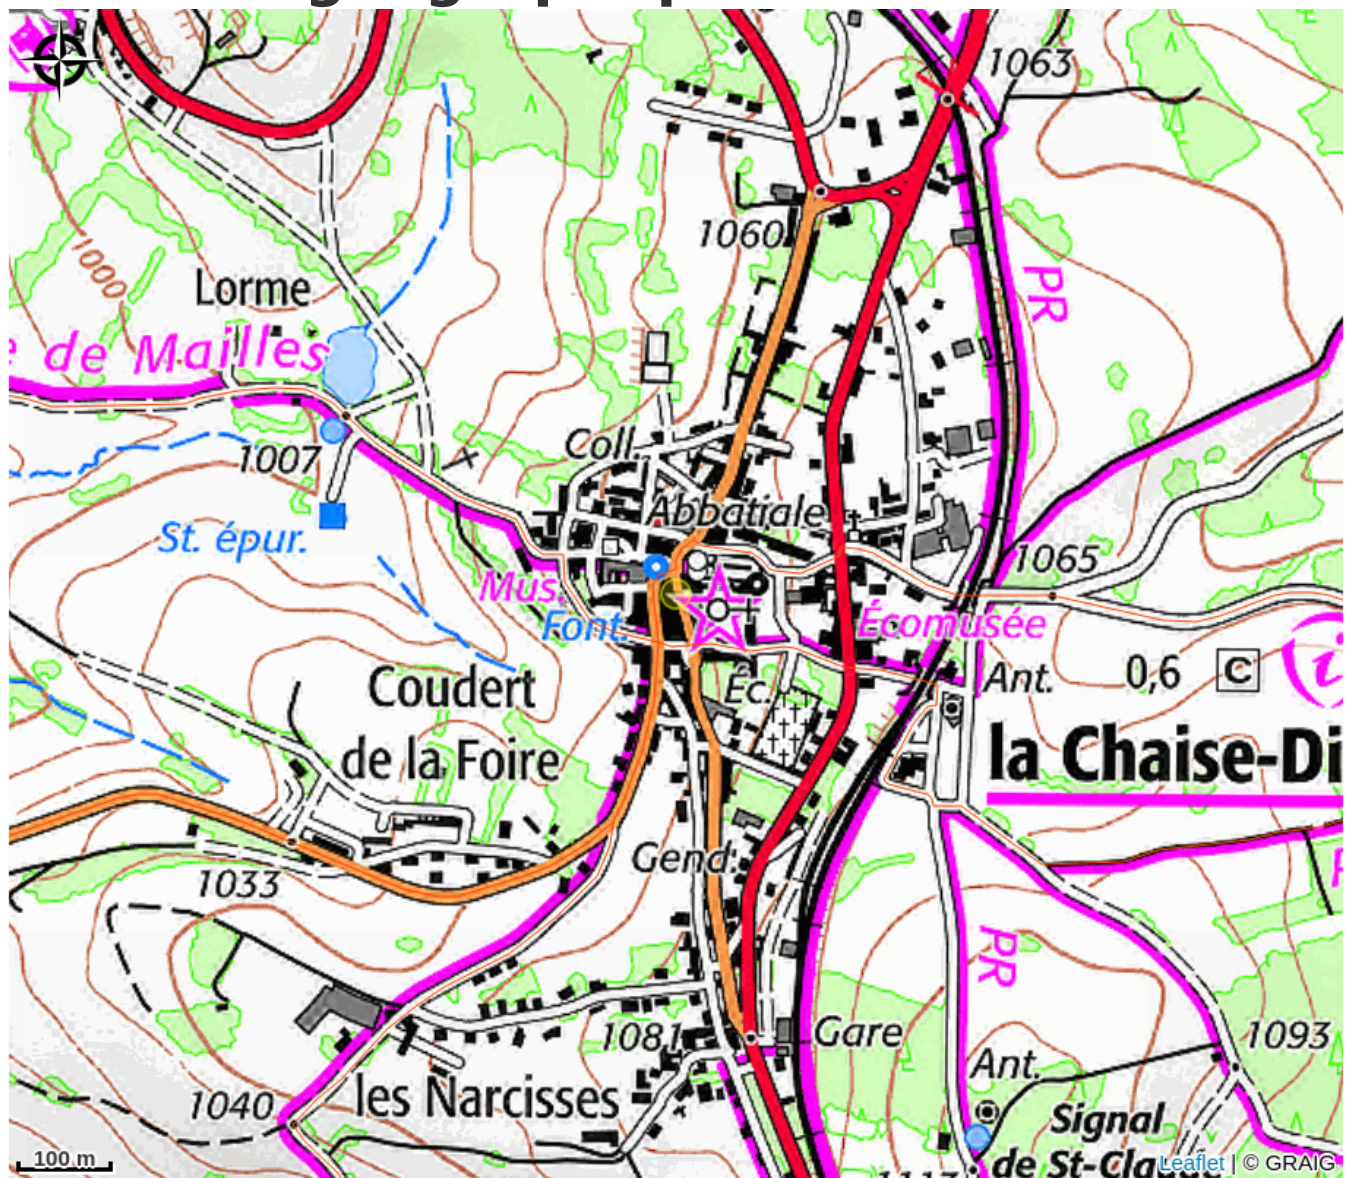 1063
1060
PR
1000
Lorme
e de Mailles
Coll.
1007
Abbatiale
St. épur.
1065
Mus.
Font.
Écomusée
Éc.
Ant.
0,6 C
Coudert
de la Foire
la Chaise-Di
Gend.
1033
PR
1081
Gare
1093
Ant.
1040
les Narcisses
Signal
de St-Clau
100 m
Leaflet | © GRAIG